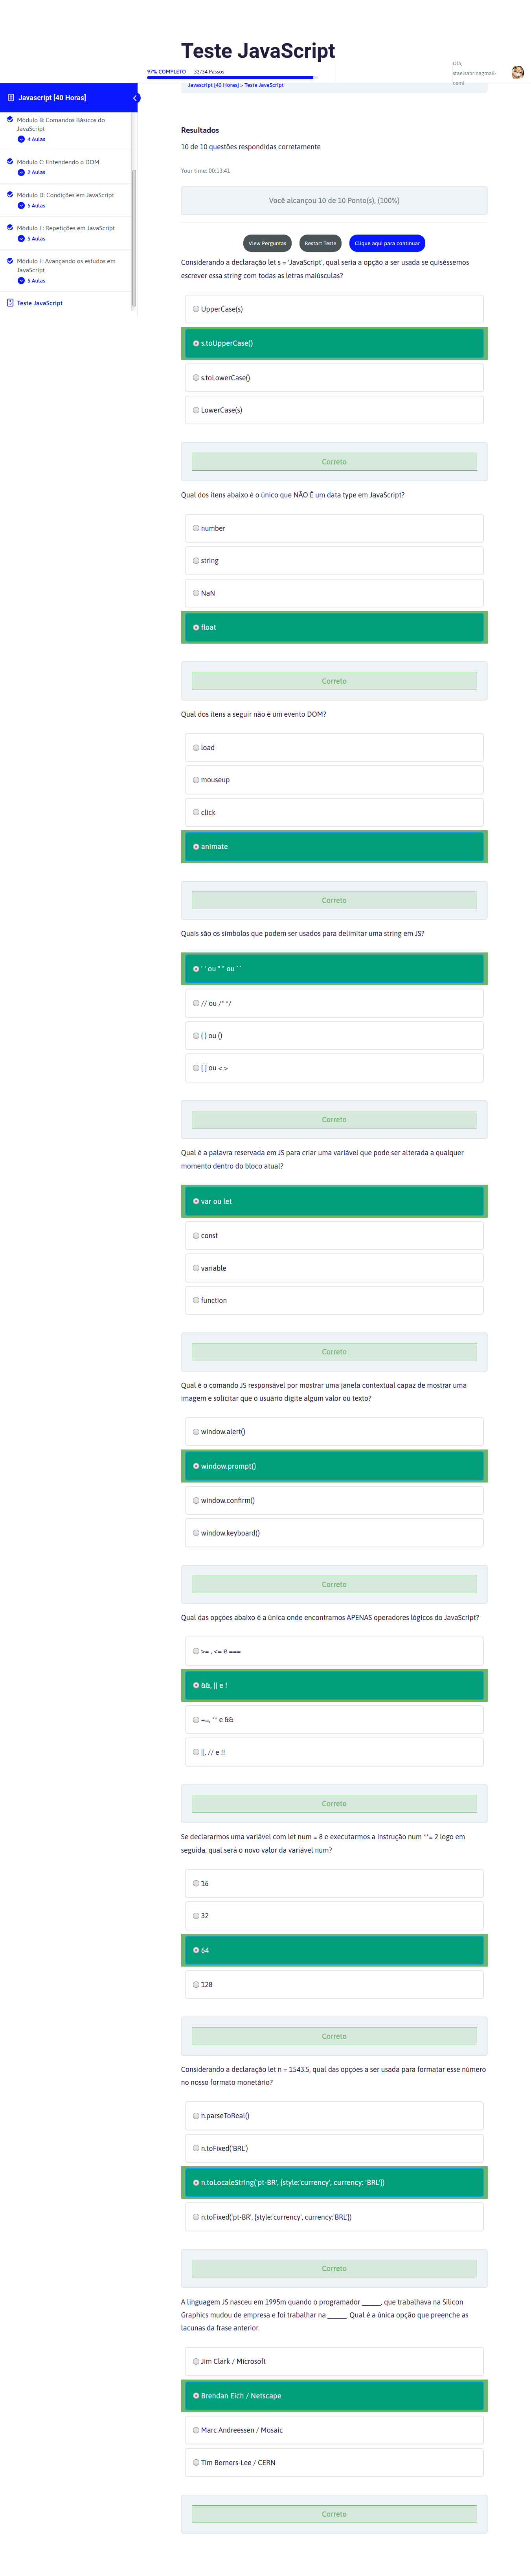 Teste JavaScript
97% COMPLETO 33/34 Passos
Olá,
itaelsabrinagmail-
com!
Javascript [40 Horas] > Teste JavaScript
Javascript [40 Horas]
Módulo B: Comandos Básicos do
JavaScript
4 Aulas
Módulo C: Entendendo o DOM
2 Aulas
Módulo D: Condições em JavaScript
5 Aulas
Módulo E: Repetições em JavaScript
5 Aulas
Módulo F: Avançando os estudos em
JavaScript
5 Aulas
Teste JavaScript
Resultados
10 de 10 questões respondidas corretamente
Your time: 00:13:41
Você alcançou 10 de 10 Ponto(s), (100%)
View Perguntas Restart Teste Clique aqui para continuar
Considerando a declaração let s = 'JavaScript', qual seria a opção a ser usada se quiséssemos
escrever essa string com todas as letras maiúsculas?
UpperCase(s)
s.toUpperCase()
s.toLowerCase()
LowerCase(s)
Correto
Qual dos itens abaixo é o único que NÃO É um data type em JavaScript?
number
string
NaN
float
Correto
Qual dos itens a seguir não é um evento DOM?
load
mouseup
click
animate
Correto
Quais são os símbolos que podem ser usados para delimitar uma string em JS?
' ' ou " " ou ` `
// ou /* */
{ } ou ()
[ ] ou < >
Correto
Qual é a palavra reservada em JS para criar uma variável que pode ser alterada a qualquer
momento dentro do bloco atual?
var ou let
const
variable
function
Correto
Qual é o comando JS responsável por mostrar uma janela contextual capaz de mostrar uma
imagem e solicitar que o usuário digite algum valor ou texto?
window.alert()
window.prompt()
window.confirm()
window.keyboard()
Correto
Qual das opções abaixo é a única onde encontramos APENAS operadores lógicos do JavaScript?
>= , <= e ===
&&, || e !
+=, ** e &&
||, // e !!
Correto
Se declararmos uma variável com let num = 8 e executarmos a instrução num **= 2 logo em
seguida, qual será o novo valor da variável num?
16
32
64
128
Correto
Considerando a declaração let n = 1543.5, qual das opções a ser usada para formatar esse número
no nosso formato monetário?
n.parseToReal()
n.toFixed('BRL')
n.toLocaleString('pt-BR', {style:'currency', currency: 'BRL'})
n.toFixed('pt-BR', {style:'currency', currency:'BRL'})
Correto
A linguagem JS nasceu em 1995m quando o programador ______, que trabalhava na Silicon
Graphics mudou de empresa e foi trabalhar na ______. Qual é a única opção que preenche as
lacunas da frase anterior.
Jim Clark / Microsoft
Brendan Eich / Netscape
Marc Andreessen / Mosaic
Tim Berners-Lee / CERN
Correto